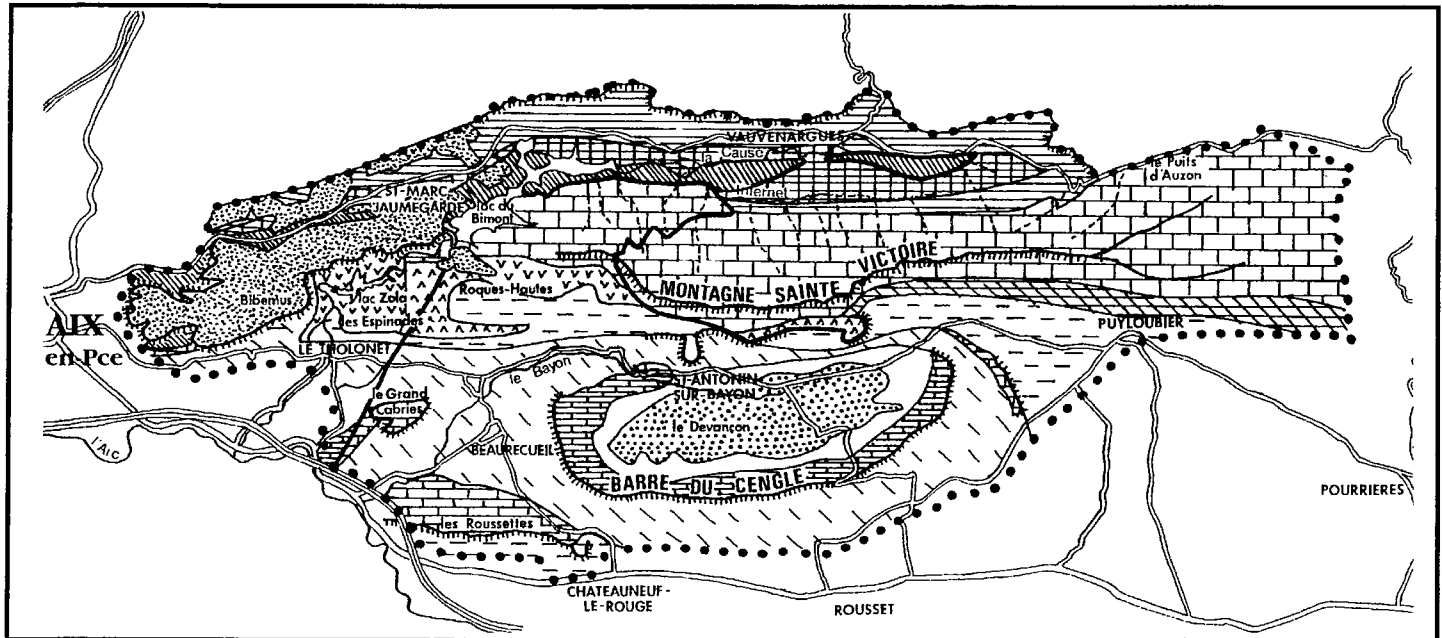 VAUVENARGUES
la Cause
Infernet
le Puits
d'Auzon
ST-MARC
JAUMEGARDE
lac du
Bimont
VICTOIRE
MONTAGNE SAINTE
Bibemus
lac Zola
Roques-Hautes
AIX
en-Pce
les Espinades
LE THOLONET
PUYLOUBIER
le Bayon
ST-ANTONIN
SUR-BAYON
le Grand
Cabries
le Devançon
l'Arc
BEAURECUEIL
BARRE DU CENGLE
POURRIERES
les Roussettes
CHATEAUNEUF-
LE-ROUGE
ROUSSET